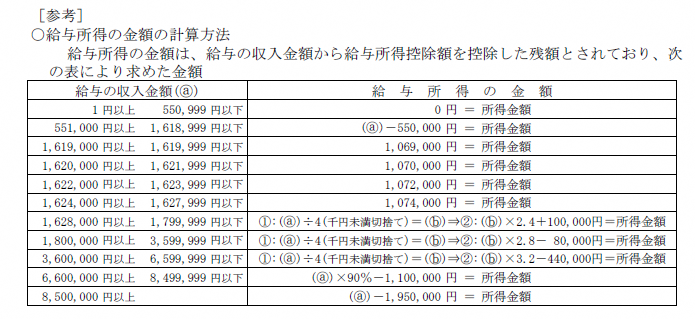 ［参考］
○給与所得の金額の計算方法
給与所得の金額は、給与の収入金額から給与所得控除額を控除した残額とされており、次
の表により求めた金額
給与の収入金額(ⓐ) 給与所得の金額
1 円以上 550,999 円以下 0 円 ＝ 所得金額
551,000 円以上 1,618,999 円以下 (ⓐ)－550,000 円 ＝ 所得金額
1,619,000 円以上 1,619,999 円以下 1,069,000 円 ＝ 所得金額
1,620,000 円以上 1,621,999 円以下 1,070,000 円 ＝ 所得金額
1,622,000 円以上 1,623,999 円以下 1,072,000 円 ＝ 所得金額
1,624,000 円以上 1,627,999 円以下 1,074,000 円 ＝ 所得金額
1,628,000 円以上 1,799,999 円以下 ①:(ⓐ)÷4(千円未満切捨て)＝(ⓑ)⇒②:(ⓑ)×2.4＋100,000円＝所得金額
1,800,000 円以上 3,599,999 円以下 ①:(ⓐ)÷4(千円未満切捨て)＝(ⓑ)⇒②:(ⓑ)×2.8－ 80,000円＝所得金額
3,600,000 円以上 6,599,999 円以下 ①:(ⓐ)÷4(千円未満切捨て)＝(ⓑ)⇒②:(ⓑ)×3.2－440,000円＝所得金額
6,600,000 円以上 8,499,999 円以下 (ⓐ)×90％－1,100,000 円 ＝ 所得金額
8,500,000 円以上 (ⓐ)－1,950,000 円 ＝ 所得金額